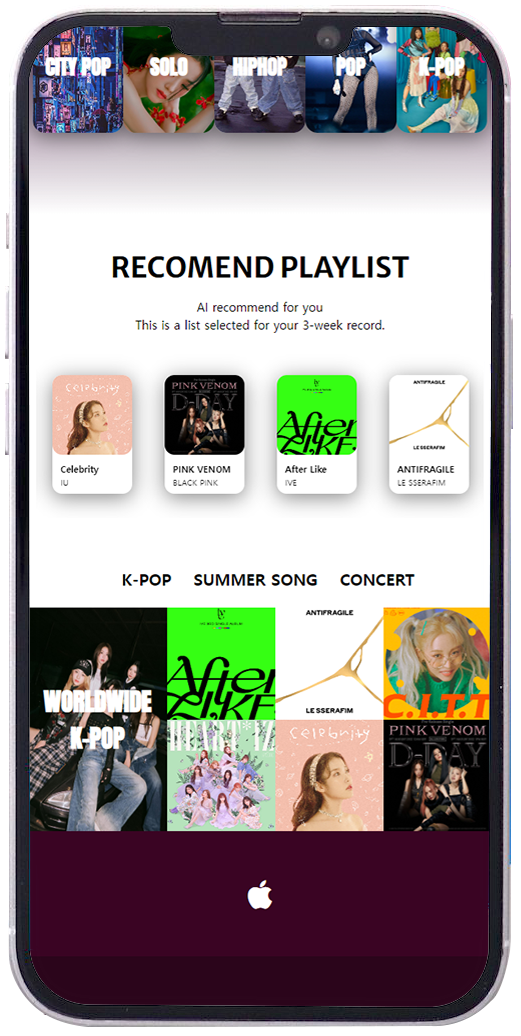 CITY POP
SOLO
HIPHOP
POP
K-POP
RECOMEND PLAYLIST
AI recommend for you
This is a list selected for your 3-week record.
Celebrity
PINK VENOM
D-DAY
After
LIKE
ANTIFRAGILE
LE SSERAFIM
Celebrity
IU
PINK VENOM
BLACK PINK
After Like
IVE
ANTIFRAGILE
LE SSERAFIM
K-POP
SUMMER SONG
CONCERT
WORLDWIDE
K-POP
After
LIKE
ANTIFRAGILE
LE SSERAFIM
C.I.T.T
Celebrity
PINK VENOM
D-DAY